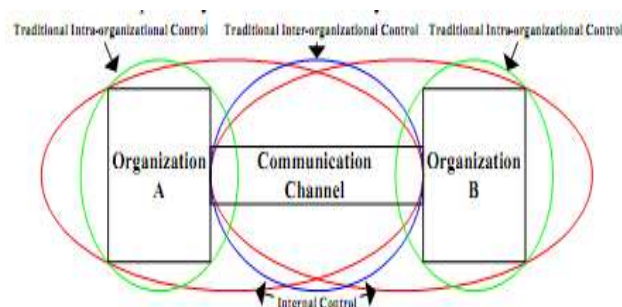 Traditional Intra-organizational Control Traditional Inter-organizational Control Traditional Intra-organizational Control
Organization
A
Communication
Channel
Organization
B
Internal Control